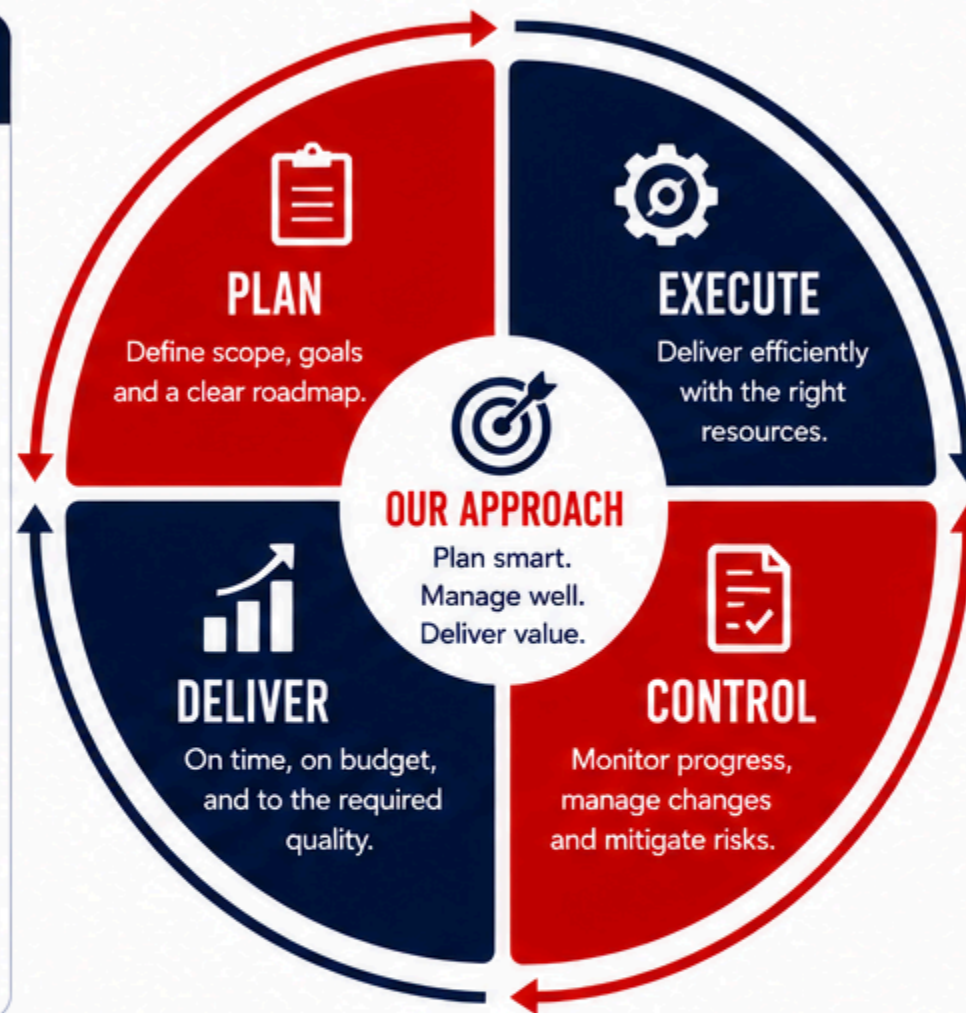 PLAN
Define scope, goals
and a clear roadmap.
EXECUTE
Deliver efficiently
with the right
resources.
OUR APPROACH
Plan smart.
Manage well.
Deliver value.
DELIVER
On time, on budget,
and to the required
quality.
CONTROL
Monitor progress,
manage changes
and mitigate risks.